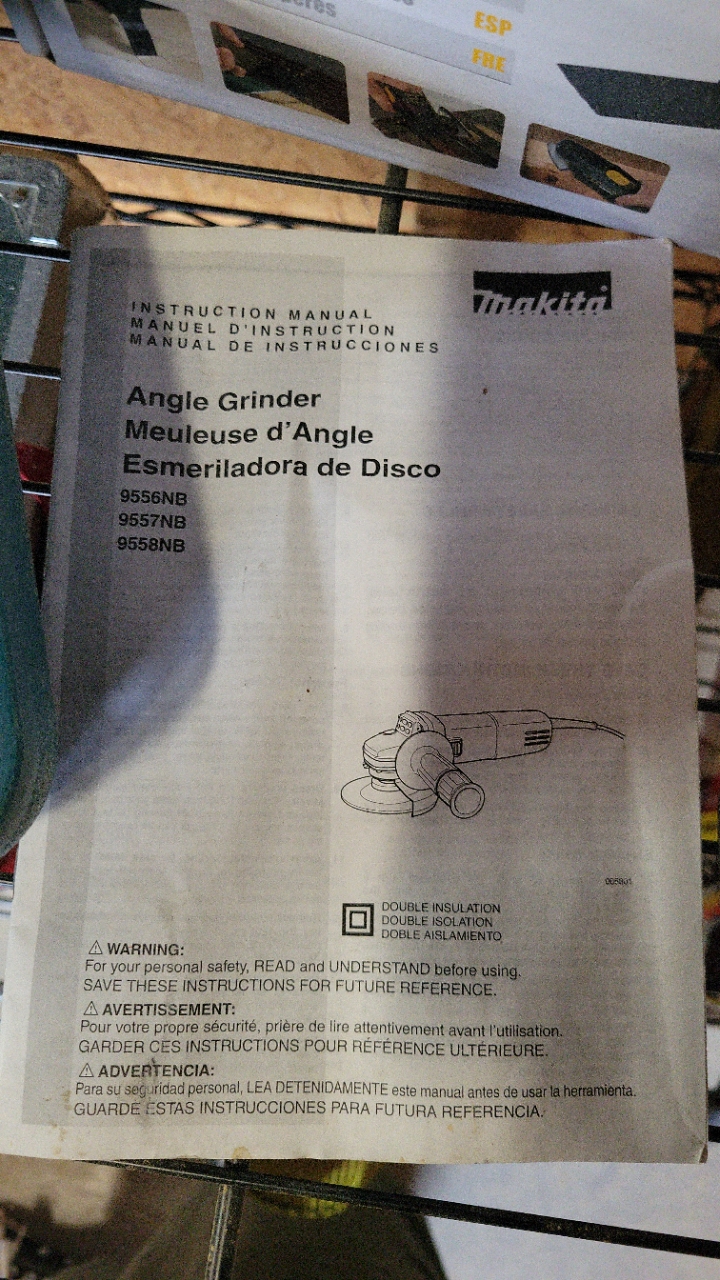 ESP
FRE
makita
INSTRUCTION MANUAL
MANUEL D'INSTRUCTION
MANUAL DE INSTRUCCIONES
Angle Grinder
Meuleuse d'Angle
Esmeriladora de Disco
9556NB
9557NB
9558NB
DOUBLE INSULATION
DOUBLE ISOLATION
DOBLE AISLAMIENTO
⚠ WARNING:
For your personal safety, READ and UNDERSTAND before using.
SAVE THESE INSTRUCTIONS FOR FUTURE REFERENCE.
⚠ AVERTISSEMENT:
Pour votre propre sécurité, prière de lire attentivement avant l'utilisation.
GARDER CES INSTRUCTIONS POUR RÉFÉRENCE ULTÉRIEURE.
⚠ ADVERTENCIA:
Para su seguridad personal, LEA DETENIDAMENTE este manual antes de usar la herramienta.
GUARDE ESTAS INSTRUCCIONES PARA FUTURA REFERENCIA.